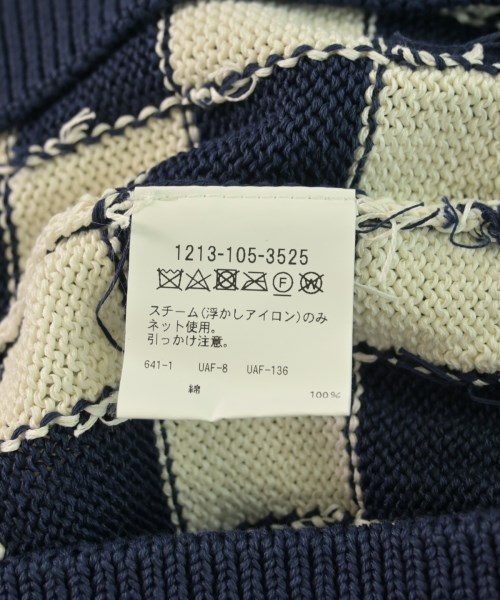 1213-105-3525
スチーム(浮かしアイロン)のみ
ネット使用。
引っかけ注意。
641-1 UAF-8 UAF-136
綿 100%